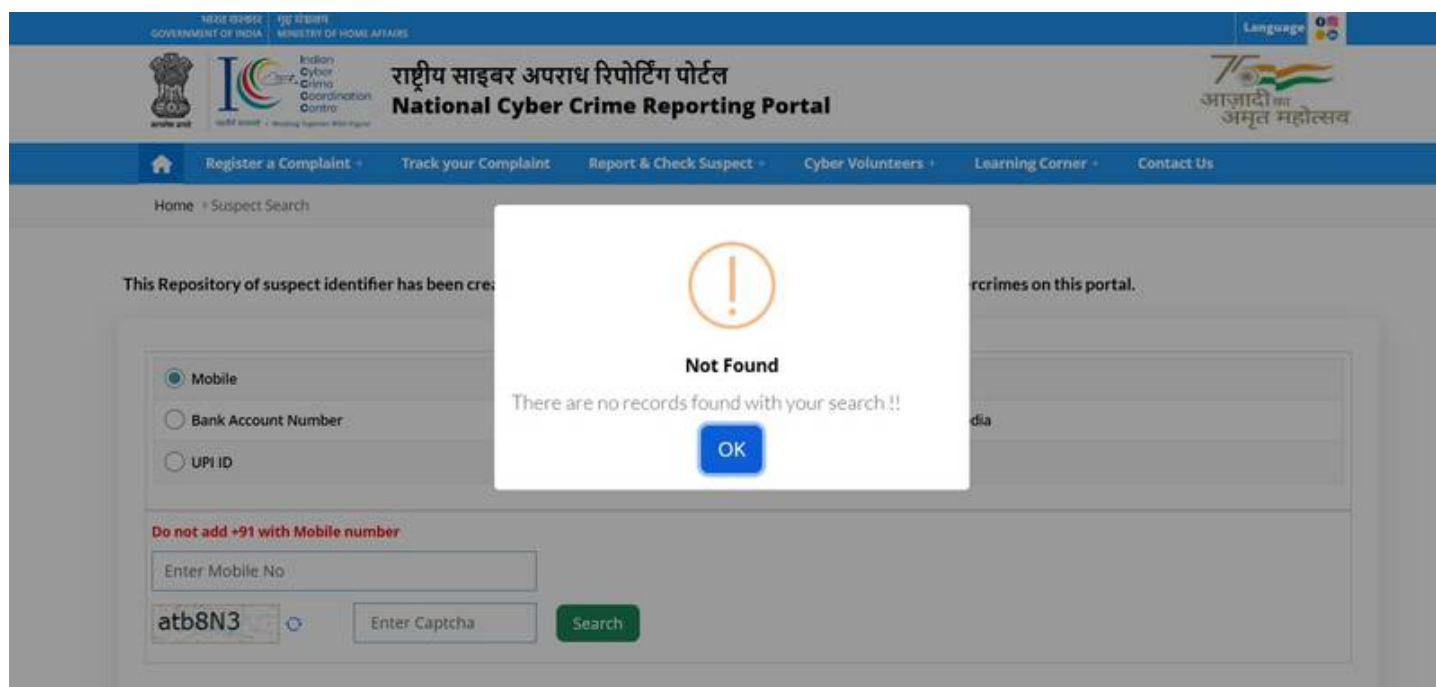 भारत सरकार
गृह मंत्रालय
GOVERNMENT OF INDIA
MINISTRY OF HOME AFFAIRS
Language
Indian
Cyber
Crime
Coordination
Centre
राष्ट्रीय साइबर अपराध रिपोर्टिंग पोर्टल
National Cyber Crime Reporting Portal
आज़ादी का
अमृत महोत्सव
Register a Complaint +
Track your Complaint
Report & Check Suspect +
Cyber Volunteers +
Learning Corner +
Contact Us
Home
Suspect Search
This Repository of suspect identifier has been
rcrimes on this portal.
Not Found
There are no records found with your search !!
OK
Mobile
Bank Account Number
dia
UPI ID
Do not add +91 with Mobile number
Enter Mobile No
atb8N3
Enter Captcha
Search